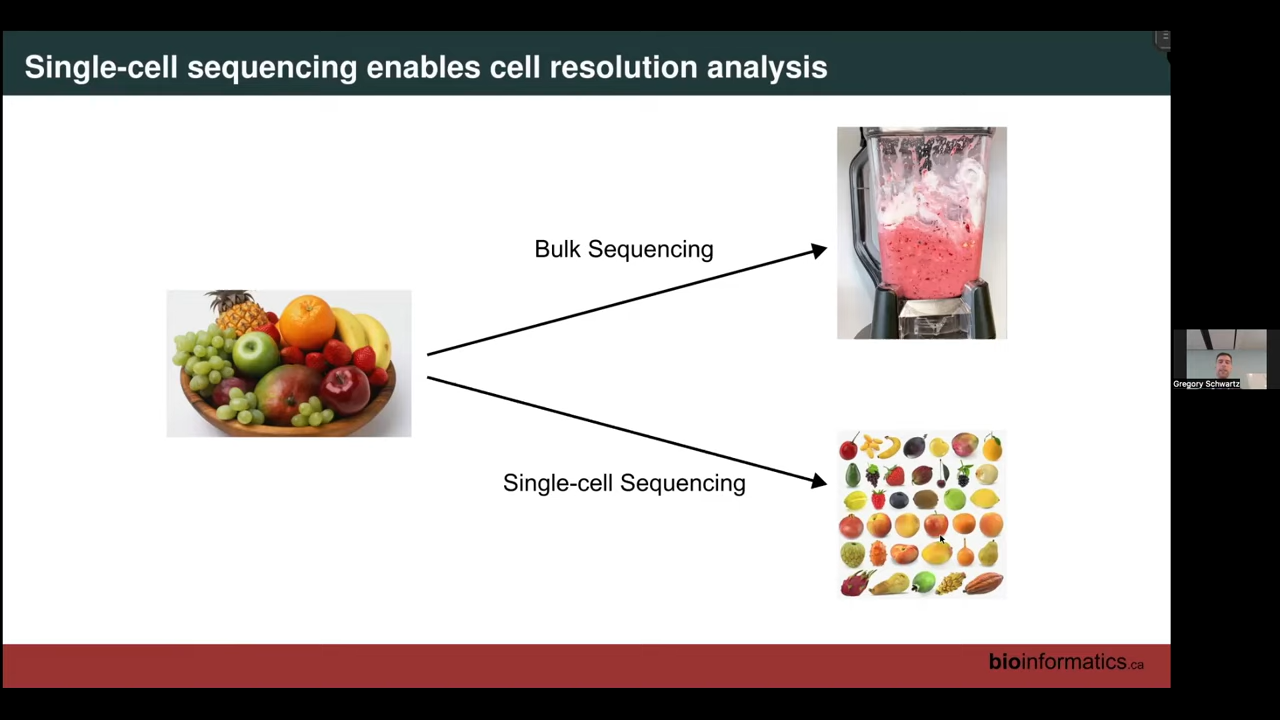 Single-cell sequencing enables cell resolution analysis
Bulk Sequencing
Single-cell Sequencing
Gregory Schwartz
bioinformatics.ca